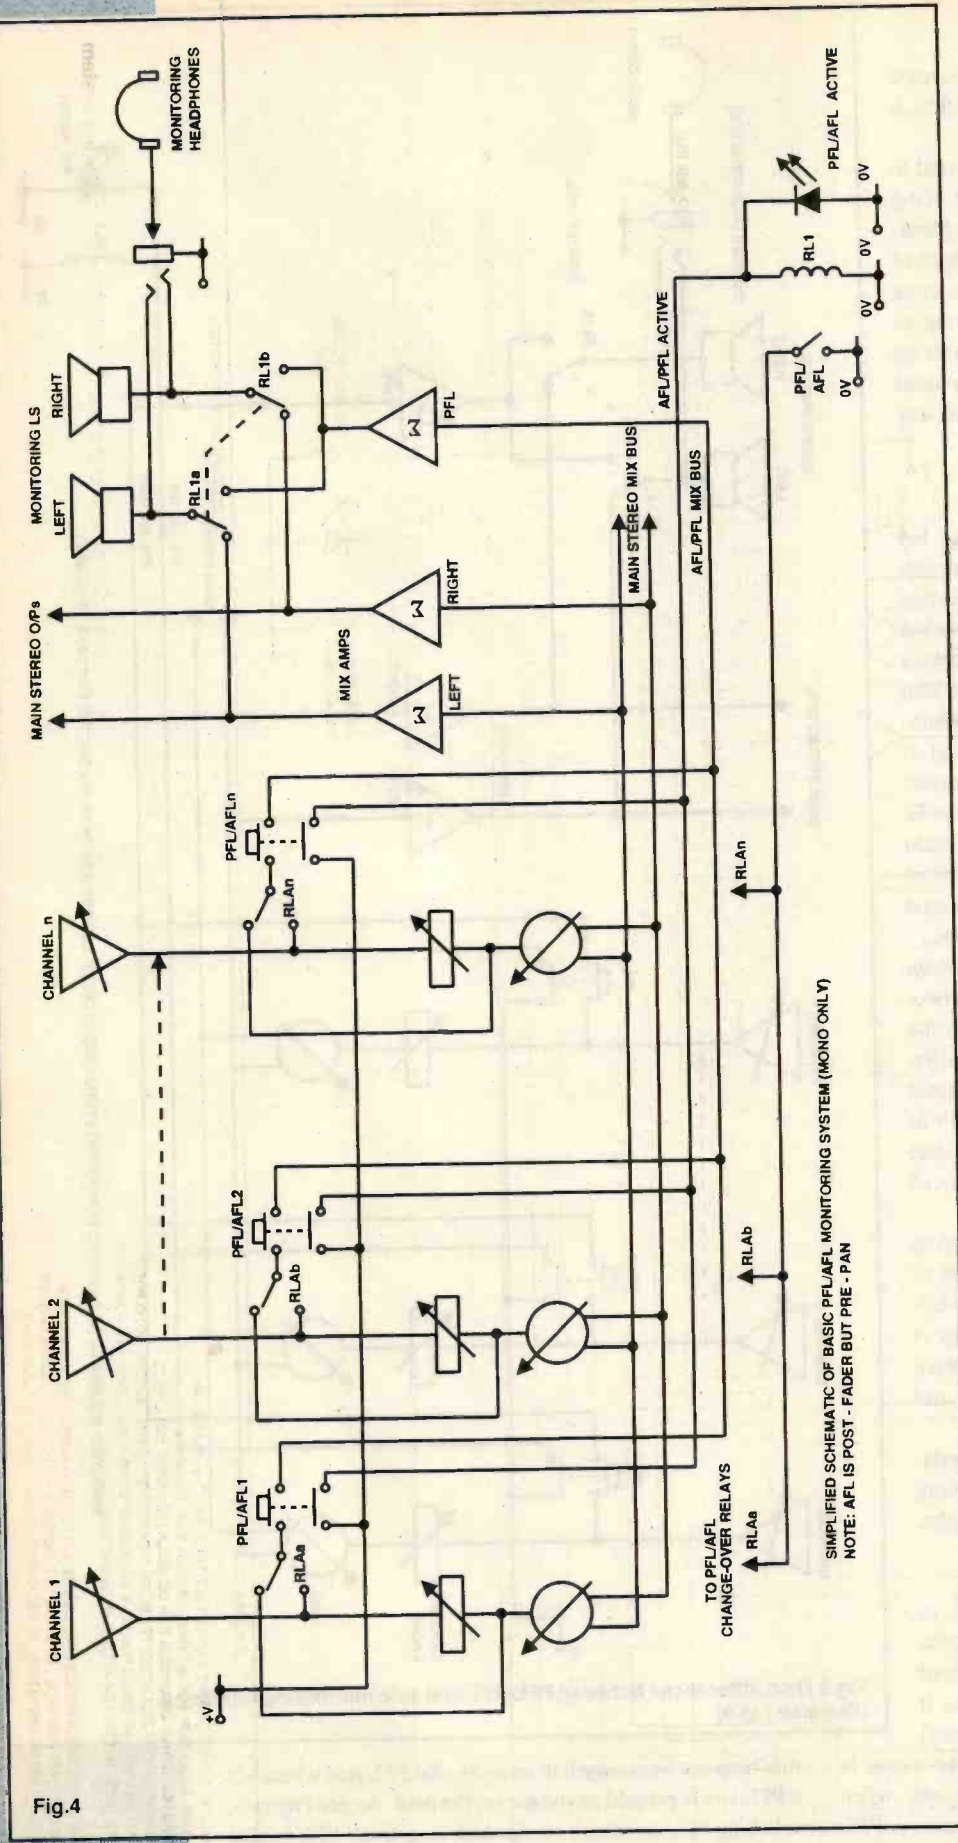 CHANNEL 1
CHANNEL 2
CHANNEL n
MAIN STEREO O/Ps
MONITORING LS
LEFT
RIGHT
MONITORING
HEADPHONES
+V
PFL/AFL1
RLAa
PFL/AFL2
RLAb
PFL/AFLn
RLAn
MIX AMPS
Σ
LEFT
Σ
RIGHT
RL1a
RL1b
Σ
PFL
MAIN STEREO MIX BUS
AFL/PFL MIX BUS
AFL/PFL ACTIVE
PFL/AFL ACTIVE
RL1
0V
0V
PFL/
AFL
0V
TO PFL/AFL
CHANGE-OVER RELAYS
RLAa
RLAb
RLAn
SIMPLIFIED SCHEMATIC OF BASIC PFL/AFL MONITORING SYSTEM (MONO ONLY)
NOTE: AFL IS POST - FADER BUT PRE - PAN
Fig.4